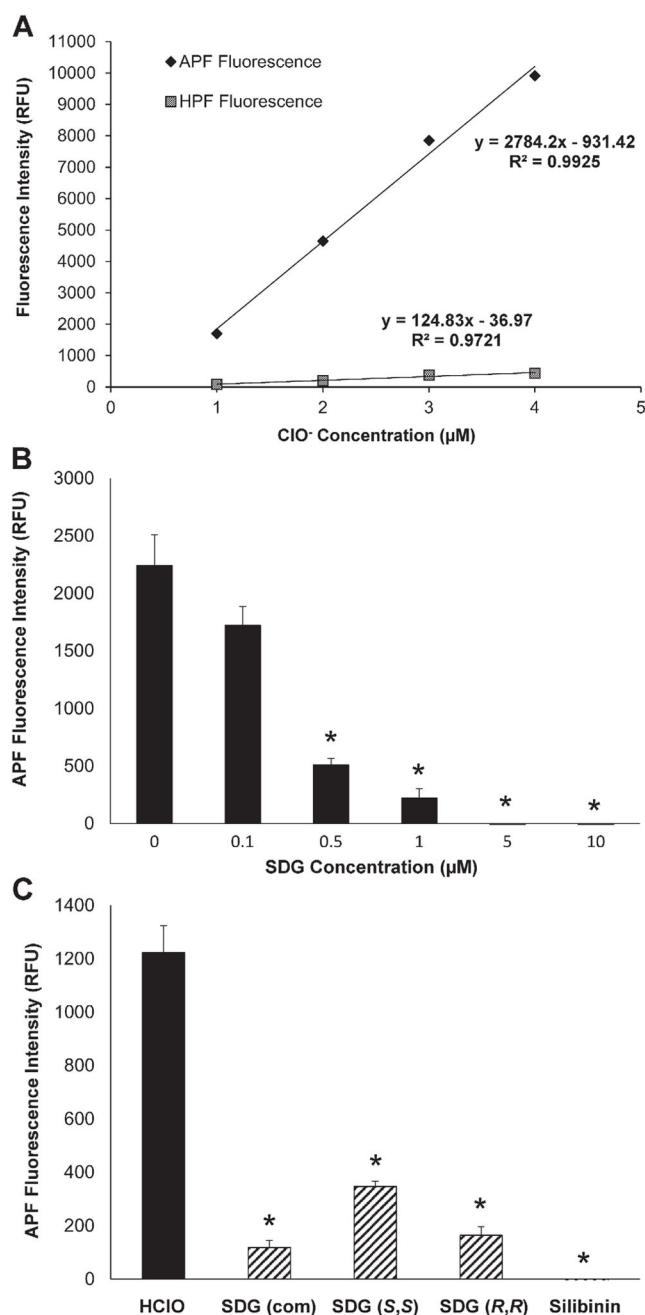 A
Fluorescence Intensity (RFU)
11000
10000
9000
8000
7000
6000
5000
4000
3000
2000
1000
0
APF Fluorescence
HPF Fluorescence
y = 2784.2x - 931.42
R² = 0.9925
y = 124.83x - 36.97
R² = 0.9721
0 1 2 3 4 5
ClO⁻ Concentration (µM)
B
APF Fluorescence Intensity (RFU)
3000
2500
2000
1500
1000
500
0
* * * *
0 0.1 0.5 1 5 10
SDG Concentration (µM)
C
APF Fluorescence Intensity (RFU)
1400
1200
1000
800
600
400
200
0
* * * *
HClO SDG (com) SDG (S,S) SDG (R,R) Silibinin